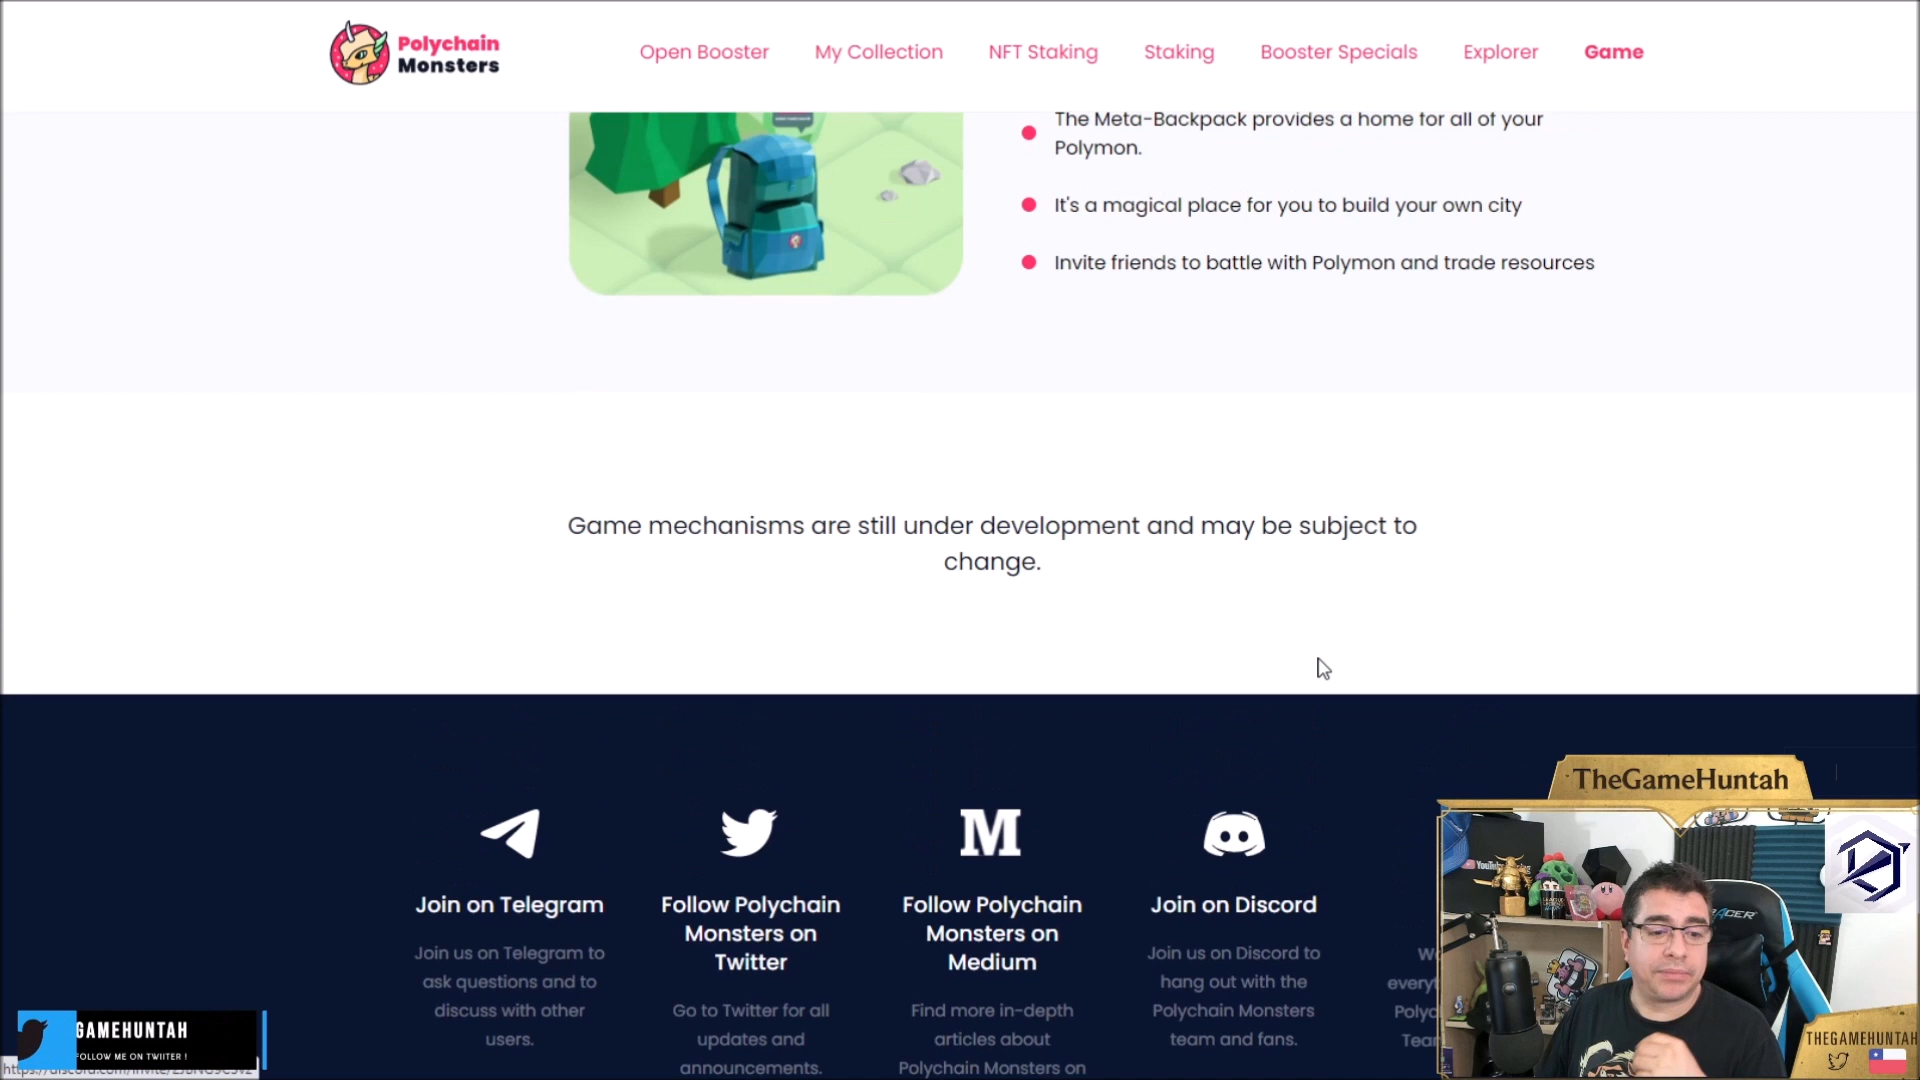 Polychain
Monsters
Open Booster
My Collection
NFT Staking
Staking
Booster Specials
Explorer
Game
The Meta-Backpack provides a home for all of your
Polymon.
It's a magical place for you to build your own city
Invite friends to battle with Polymon and trade resources
Game mechanisms are still under development and may be subject to
change.
Join on Telegram
Join us on Telegram to
ask questions and to
discuss with other
users.
Follow Polychain
Monsters on
Twitter
Go to Twitter for all
updates and
announcements.
Follow Polychain
Monsters on
Medium
Find more in-depth
articles about
Polychain Monsters on
Join on Discord
Join us on Discord to
hang out with the
Polychain Monsters
team and fans.
TheGameHuntah
YouTube
ACER
THEGAMEHUNTAH
GAMEHUNTAH
FOLLOW ME ON TWIITER !